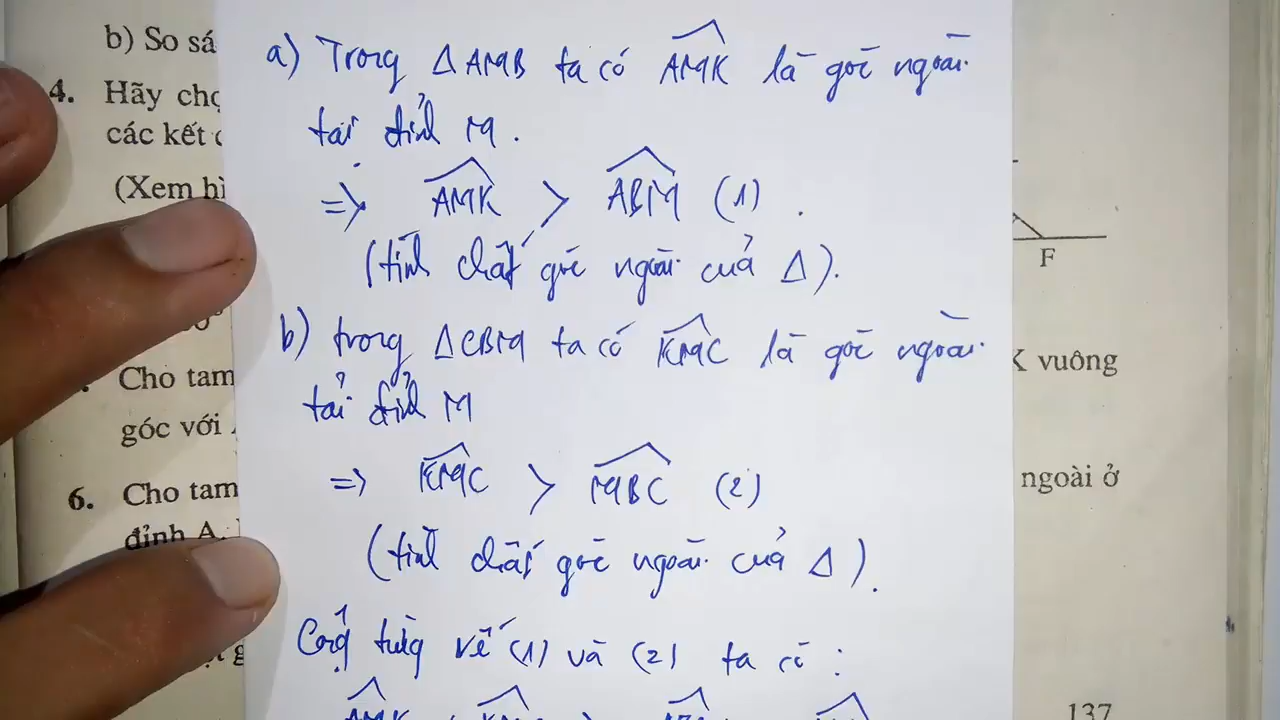 b) So sá
4. Hãy chọ
các kết q
(Xem hì
Cho tam
góc với
6. Cho tam
đỉnh A.
a) Trong △AMB ta có AMK là góc ngoài
tại đỉnh M.
=> AMK > ABM (1).
(tính chất góc ngoài của △).
b) trong △CBM ta có KMC là góc ngoài
tại đỉnh M
=> KMC > MBC (2)
(tính chất góc ngoài của △).
Cộng từng vế (1) và (2) ta có :
F
K vuông
ngoài ở
137